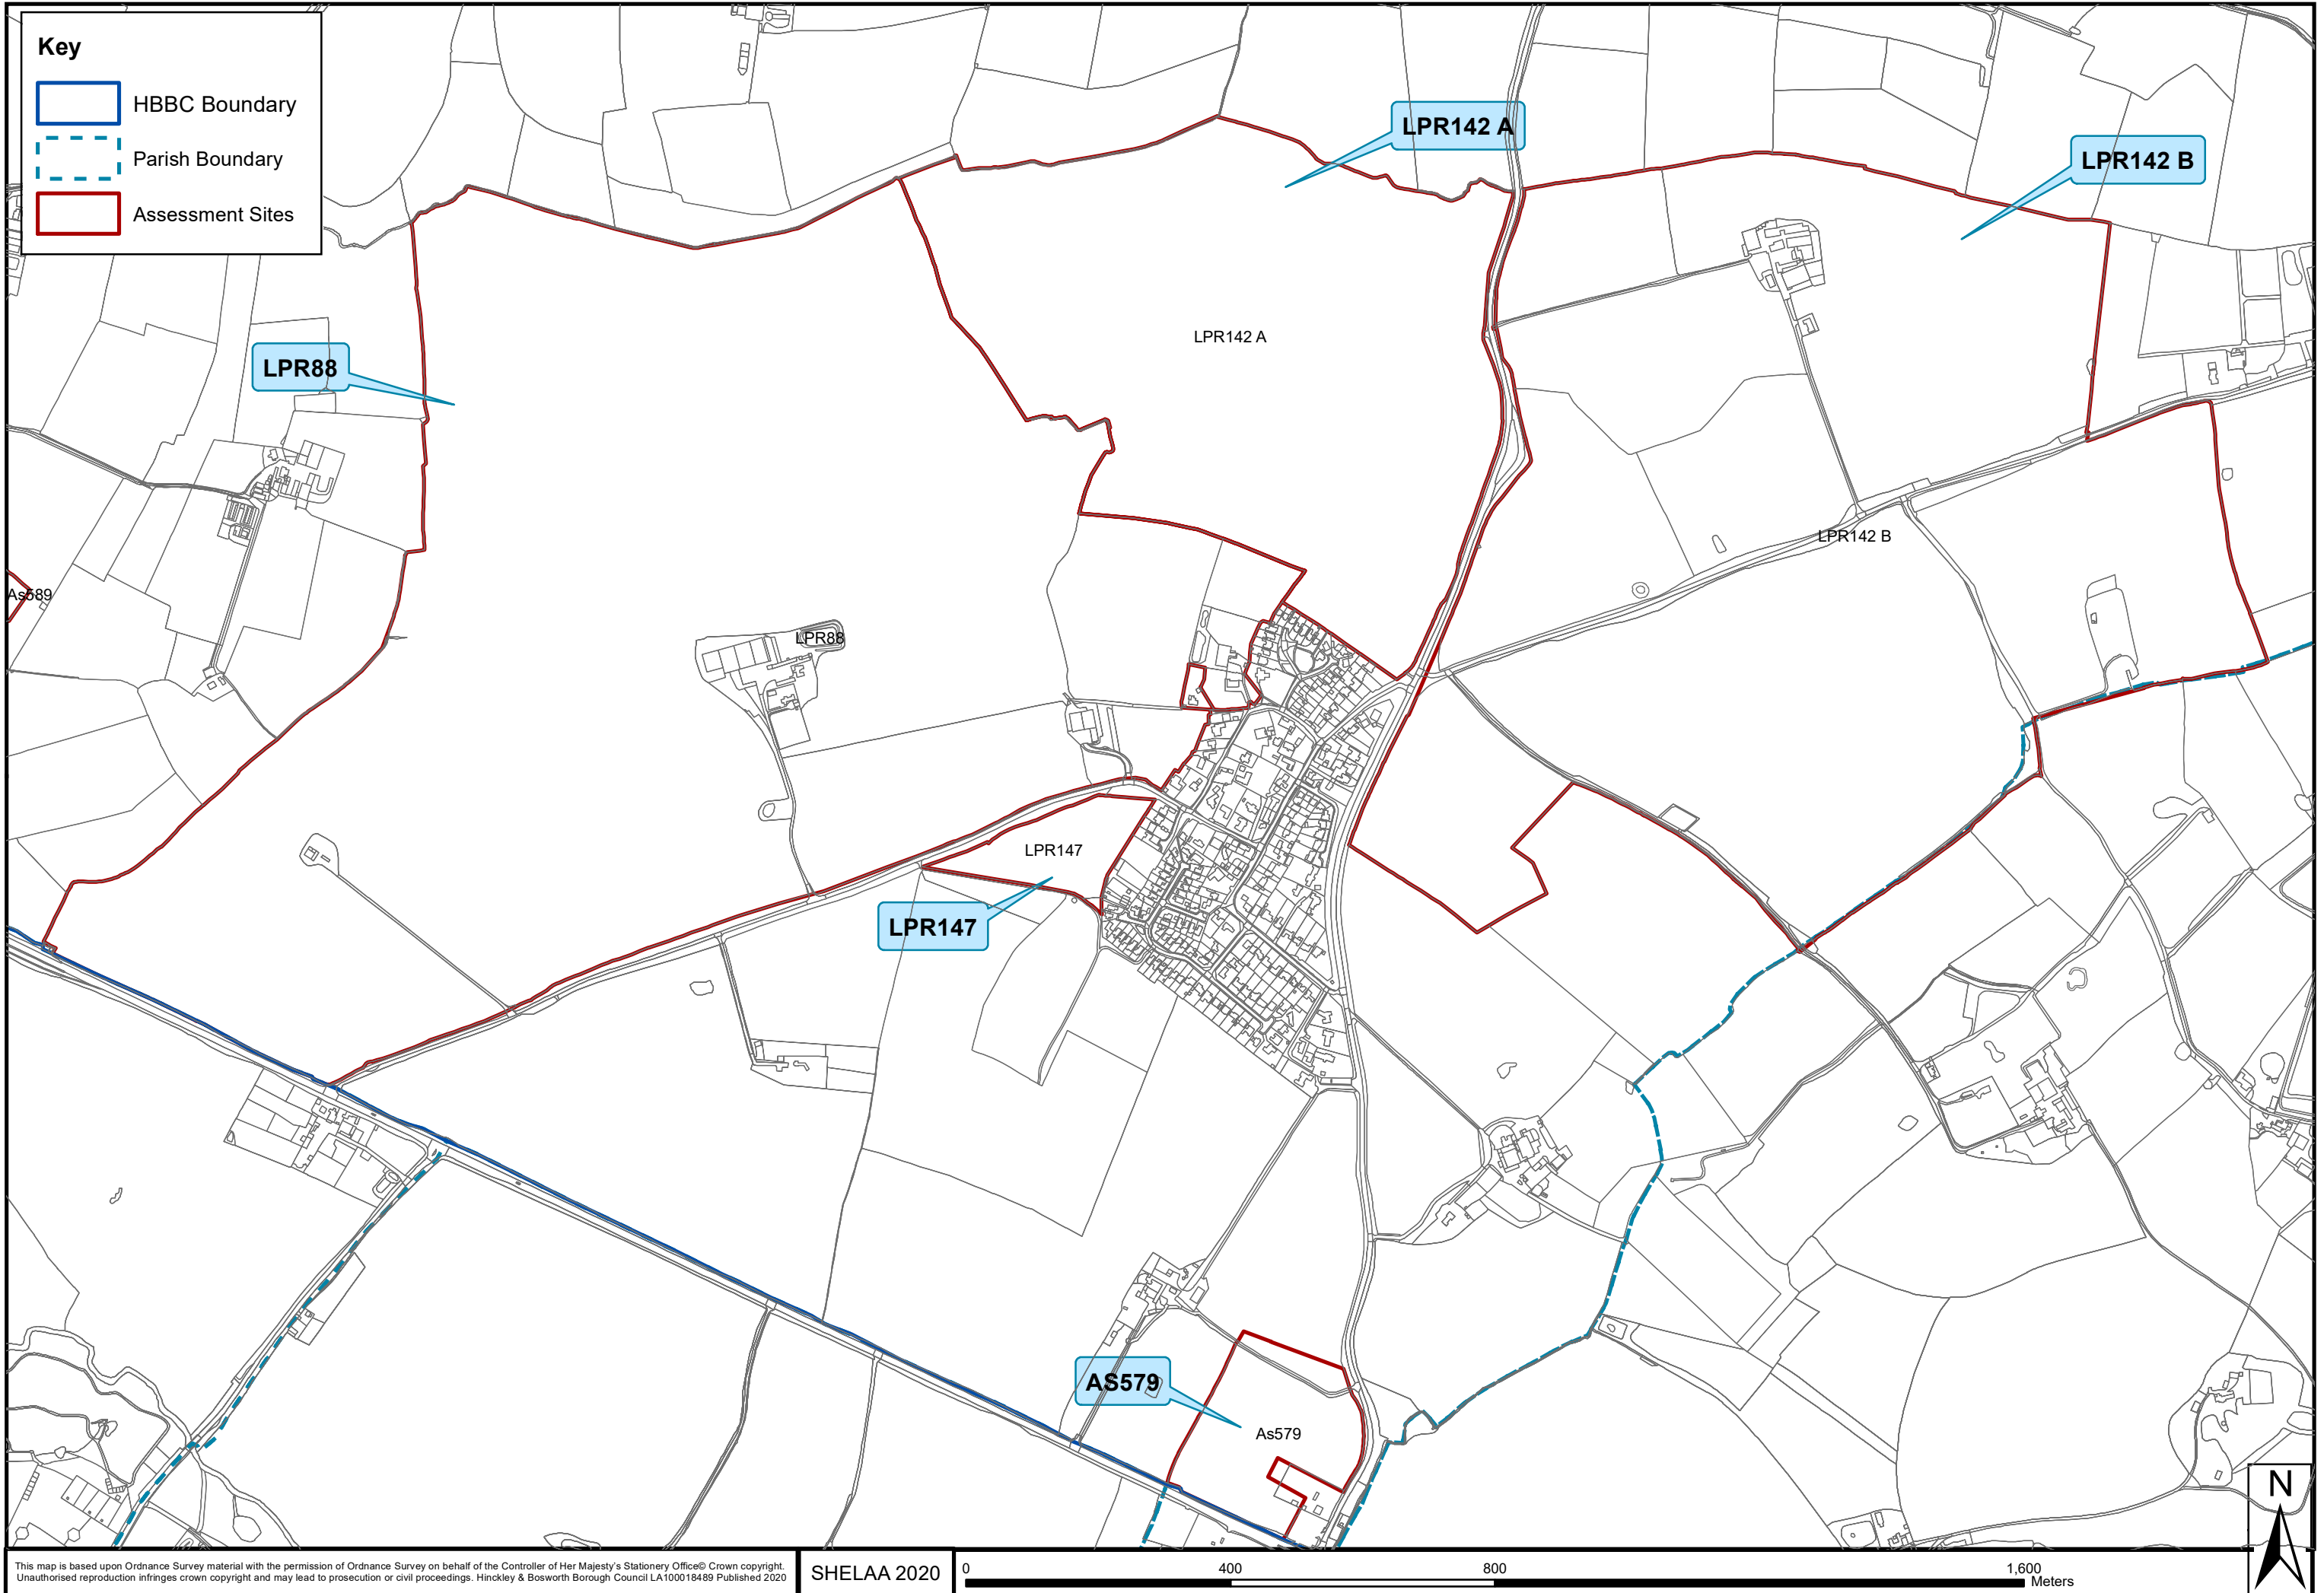 Key
HBBC Boundary
Parish Boundary
Assessment Sites
LPR142 A
LPR142 B
LPR142 A
LPR88
LPR142 B
As589
LPR88
LPR147
LPR147
AS579
As579
N
This map is based upon Ordnance Survey material with the permission of Ordnance Survey on behalf of the Controller of Her Majesty's Stationery Office© Crown copyright.
Unauthorised reproduction infringes crown copyright and may lead to prosecution or civil proceedings. Hinckley & Bosworth Borough Council LA100018489 Published 2020
SHELAA 2020
0 400 800 1,600
Meters